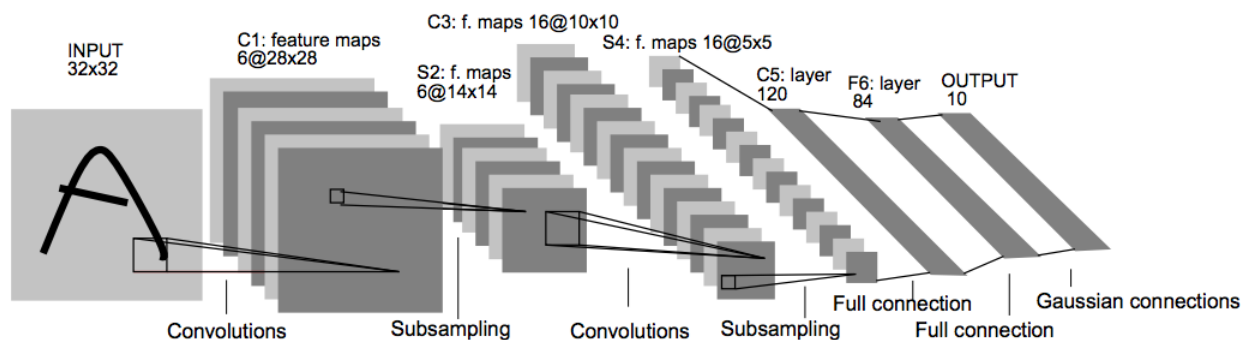 INPUT
32x32
C1: feature maps
6@28x28
S2: f. maps
6@14x14
C3: f. maps 16@10x10
S4: f. maps 16@5x5
C5: layer
120
F6: layer
84
OUTPUT
10
Convolutions
Subsampling
Convolutions
Subsampling
Full connection
Full connection
Gaussian connections